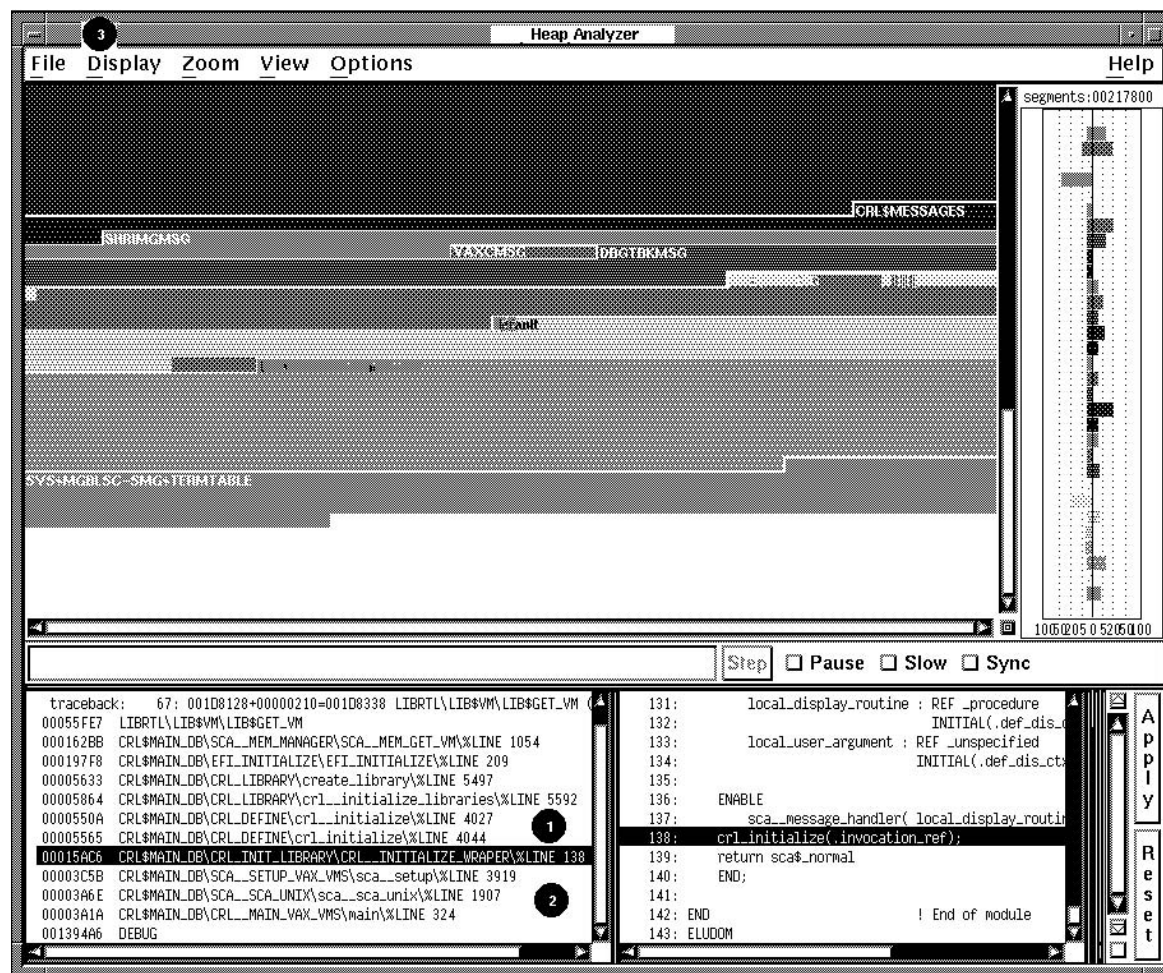 3
Heap Analyzer
File Display Zoom View Options Help
segments:00217800
CRL$MESSAGES
SHRIMGMSG
VAXCMSG DBGTBKMSG
SYS+MGBLSC-SMG+TERMTABLE
Step Pause Slow Sync
traceback: 67: 001D8128+00000210=001D8338 LIBRTL\LIB$VM\LIB$GET_VM (
00055FE7 LIBRTL\LIB$VM\LIB$GET_VM
000162BB CRL$MAIN_DB\SCA__MEM_MANAGER\SCA__MEM_GET_VM\%LINE 1054
000197F8 CRL$MAIN_DB\EFI_INITIALIZE\EFI_INITIALIZE\%LINE 209
00005633 CRL$MAIN_DB\CRL_LIBRARY\create_library\%LINE 5497
00005864 CRL$MAIN_DB\CRL_LIBRARY\crl__initialize_libraries\%LINE 5592
0000550A CRL$MAIN_DB\CRL_DEFINE\crl__initialize\%LINE 4027
1
00005565 CRL$MAIN_DB\CRL_DEFINE\crl_initialize\%LINE 4044
00015AC6 CRL$MAIN_DB\CRL_INIT_LIBRARY\CRL__INITIALIZE_WRAPER\%LINE 138
00003C5B CRL$MAIN_DB\SCA__SETUP_VAX_VMS\sca__setup\%LINE 3919
00003A6E CRL$MAIN_DB\SCA__SCA_UNIX\sca__sca_unix\%LINE 1907
2
00003A1A CRL$MAIN_DB\CRL__MAIN_VAX_VMS\main\%LINE 324
001394A6 DEBUG
131: local_display_routine : REF _procedure
132: INITIAL(.def_dis_
133: local_user_argument : REF _unspecified
134: INITIAL(.def_dis_ct
135:
136: ENABLE
137: sca__message_handler( local_display_routin
138: crl_initialize(.invocation_ref);
139: return sca$_normal
140: END;
141:
142: END ! End of module
143: ELUDOM
Apply
Reset